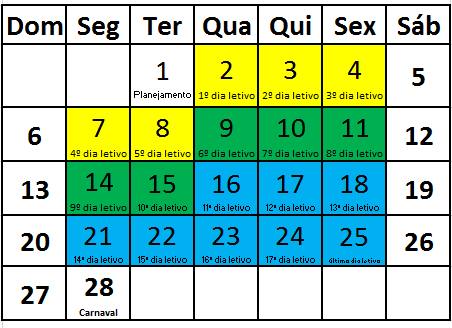 Dom Seg Ter Qua Qui Sex Sáb
1 2 3 4 5
Planejamento 1º dia letivo 2º dia letivo 3º dia letivo
6 7 8 9 10 11 12
4º dia letivo 5º dia letivo 6º dia letivo 7º dia letivo 8º dia letivo
13 14 15 16 17 18 19
9º dia letivo 10º dia letivo 11º dia letivo 12º dia letivo 13º dia letivo
20 21 22 23 24 25 26
14º dia letivo 15º dia letivo 16º dia letivo 17º dia letivo último dia letivo
27 28
Carnaval